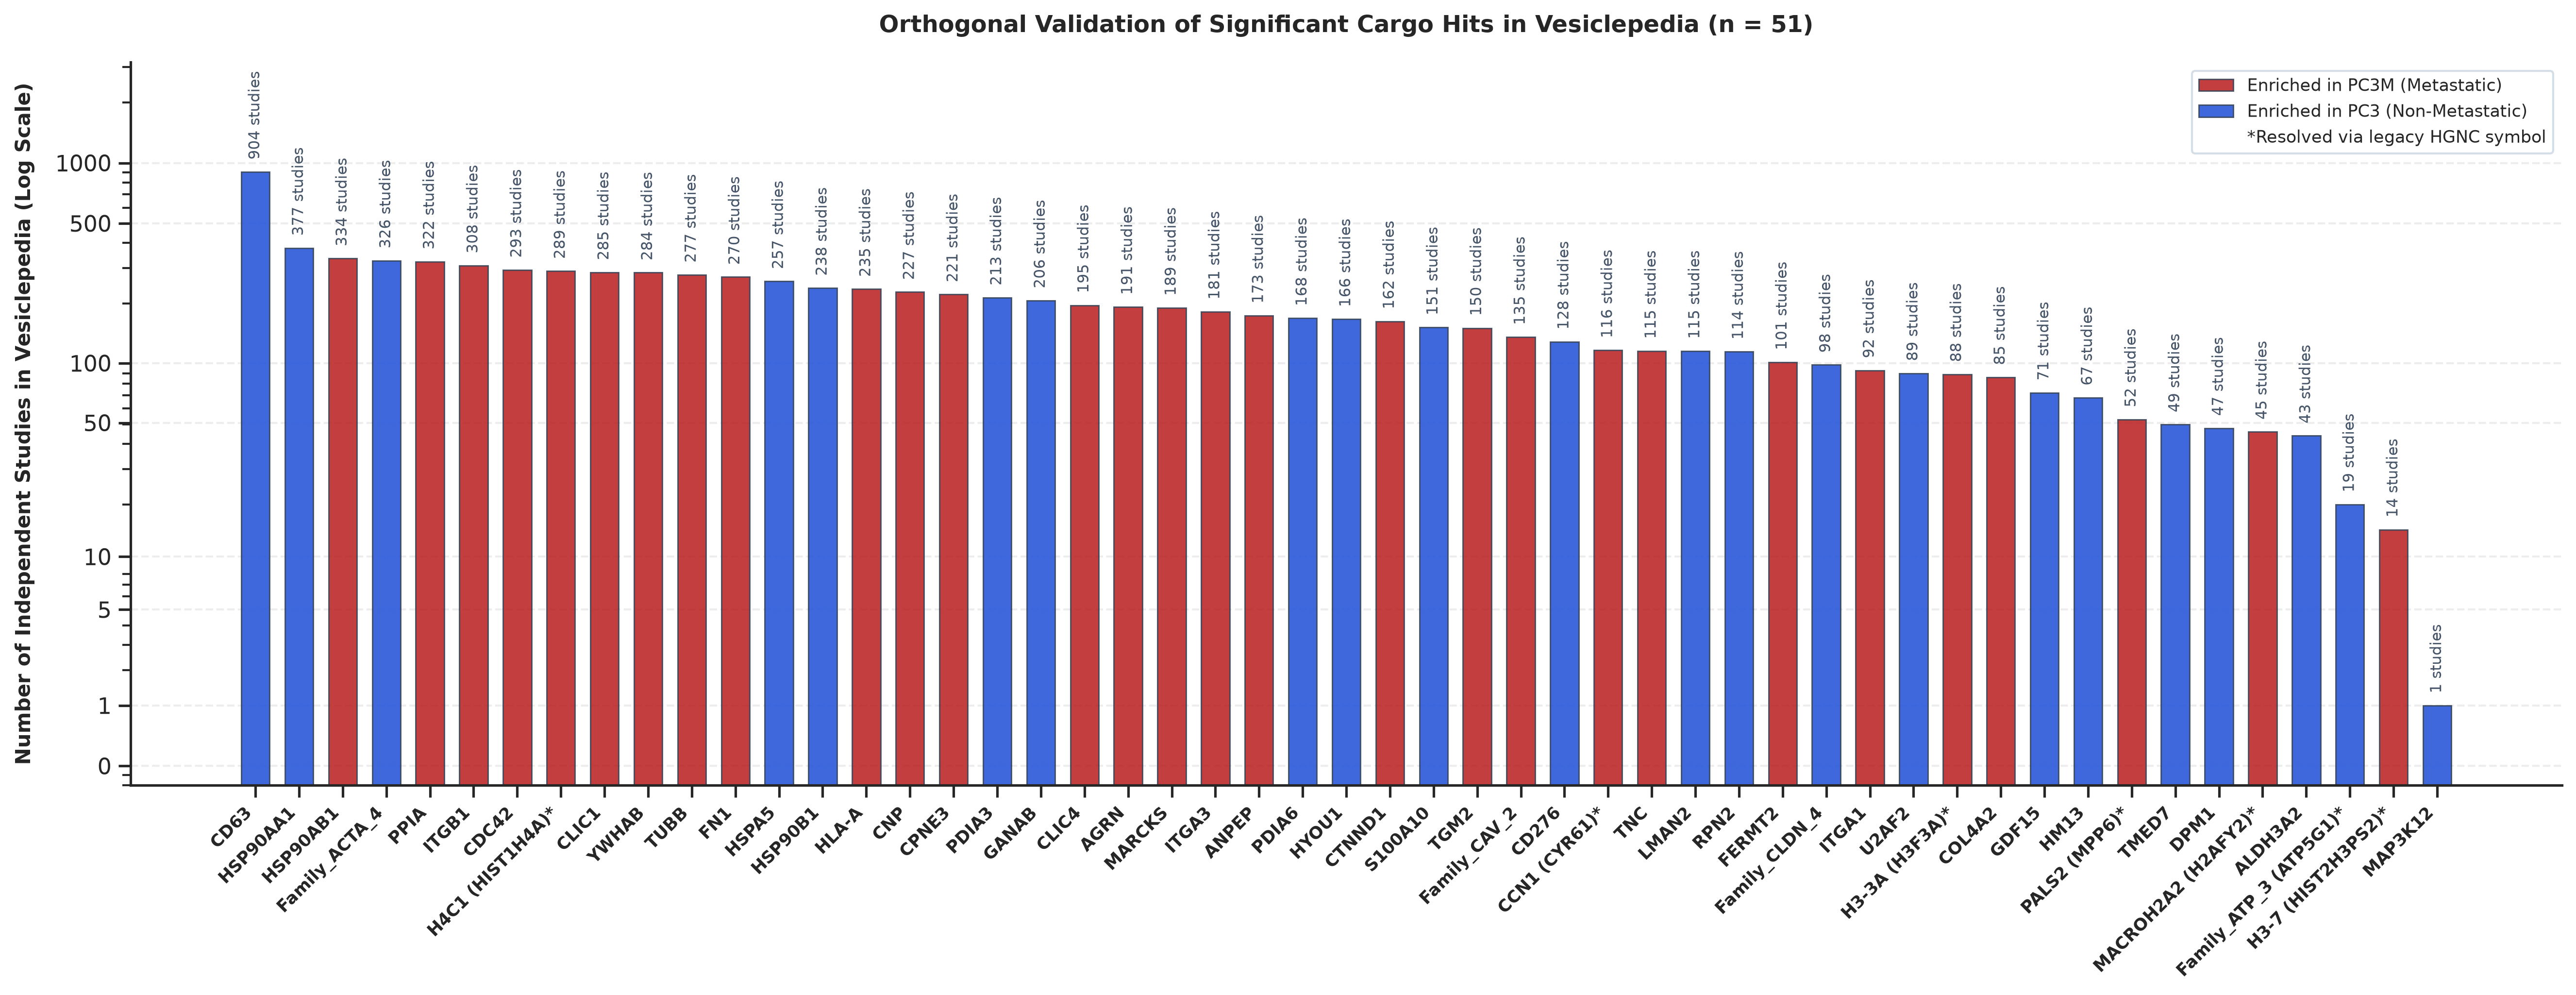 Orthogonal Validation of Significant Cargo Hits in Vesiclepedia (n = 51)
Number of Independent Studies in Vesiclepedia (Log Scale)
1000
500
100
50
10
5
1
0
Enriched in PC3M (Metastatic)
Enriched in PC3 (Non-Metastatic)
*Resolved via legacy HGNC symbol
904 studies
377 studies
334 studies
326 studies
322 studies
308 studies
293 studies
289 studies
285 studies
284 studies
277 studies
270 studies
257 studies
238 studies
235 studies
227 studies
221 studies
213 studies
206 studies
195 studies
191 studies
189 studies
181 studies
173 studies
168 studies
166 studies
162 studies
151 studies
150 studies
135 studies
128 studies
116 studies
115 studies
115 studies
114 studies
101 studies
98 studies
92 studies
89 studies
88 studies
85 studies
71 studies
67 studies
52 studies
49 studies
47 studies
45 studies
43 studies
19 studies
14 studies
1 studies
CD63
HSP90AA1
HSP90AB1
Family_ACTA_4
PPIA
ITGB1
CDC42
H4C1 (HIST1H4A)*
CLIC1
YWHAB
TUBB
FN1
HSPA5
HSP90B1
HLA-A
CNP
CPNE3
PDIA3
GANAB
CLIC4
AGRN
MARCKS
ITGA3
ANPEP
PDIA6
HYOU1
CTNND1
S100A10
TGM2
Family_CAV_2
CD276
CCN1 (CYR61)*
TNC
LMAN2
RPN2
FERMT2
Family_CLDN_4
ITGA1
U2AF2
H3-3A (H3F3A)*
COL4A2
GDF15
HM13
PALS2 (MPP6)*
TMED7
DPM1
MACROH2A2 (H2AFY2)*
ALDH3A2
Family_ATP_3 (ATP5G1)*
H3-7 (HIST2H3PS2)*
MAP3K12